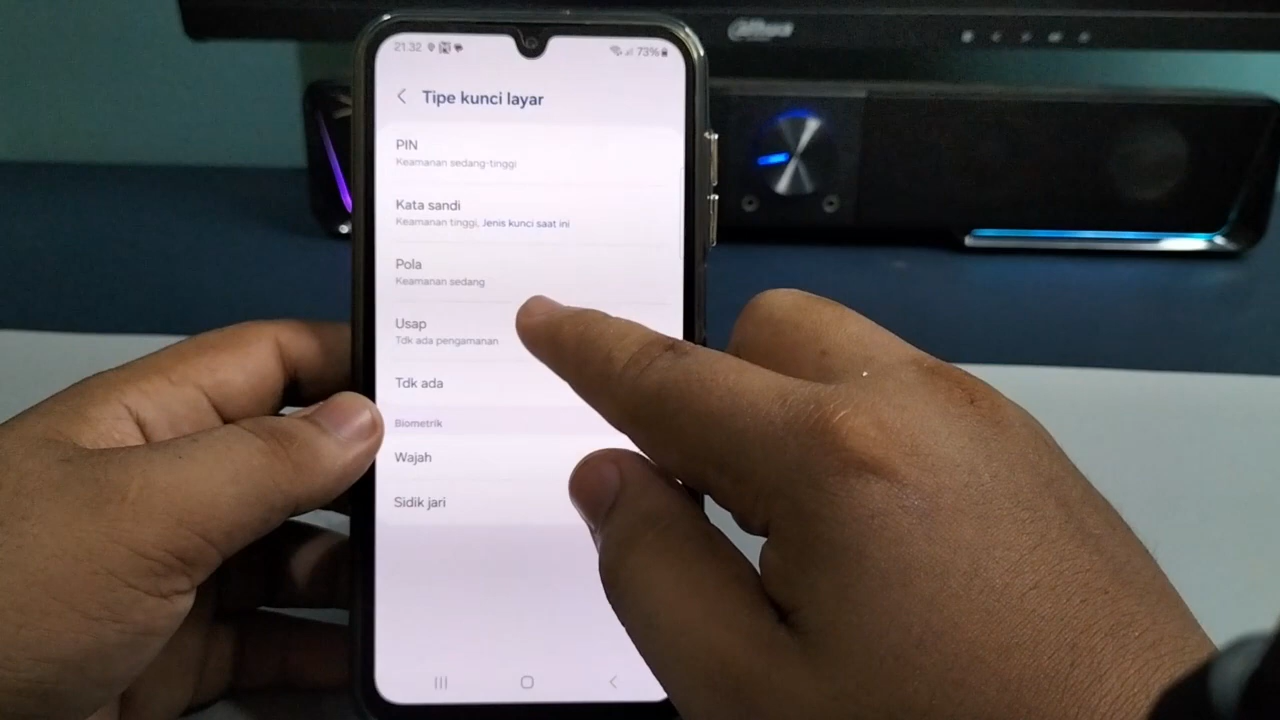 21.32
73%
Tipe kunci layar
PIN
Keamanan sedang-tinggi
Kata sandi
Keamanan tinggi, Jenis kunci saat ini
Pola
Keamanan sedang
Usap
Tdk ada pengamanan
Tdk ada
Biometrik
Wajah
Sidik jari